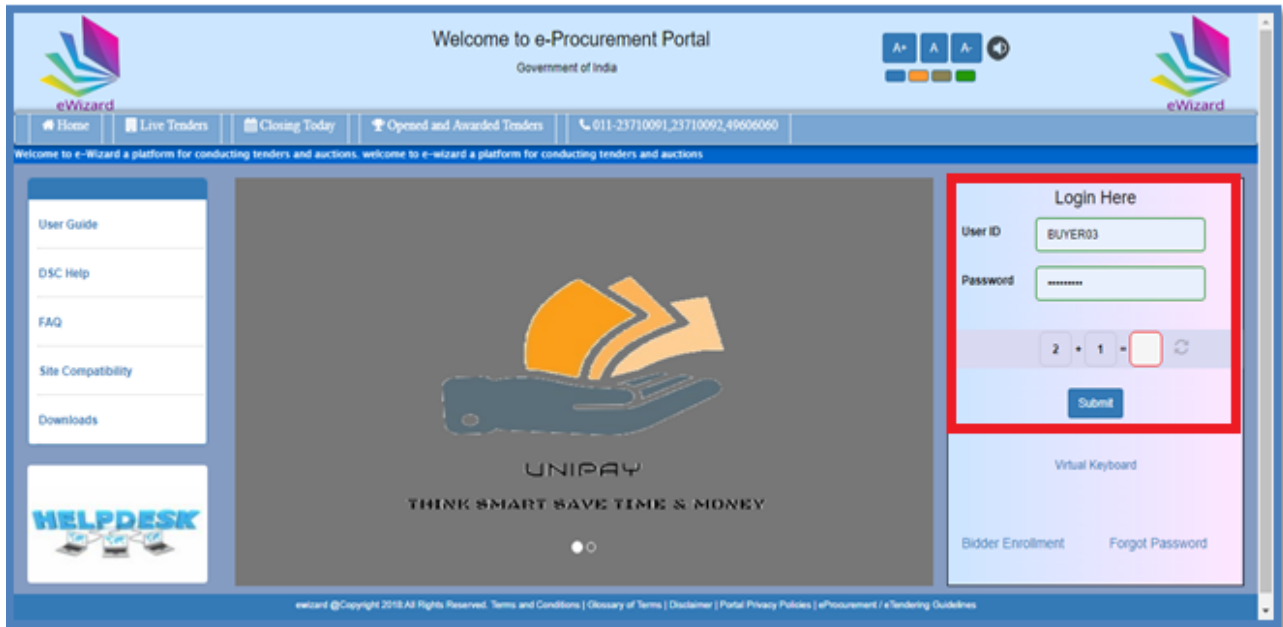 Welcome to e-Procurement Portal
Government of India
A+ A A-
eWizard
eWizard
Home Live Tenders Closing Today Opened and Awarded Tenders 011-23710091,23710092,49606060
Welcome to e-Wizard a platform for conducting tenders and auctions. welcome to e-wizard a platform for conducting tenders and auctions
User Guide
DSC Help
FAQ
Site Compatibility
Downloads
HELPDESK
UNIPAY
THINK SMART SAVE TIME & MONEY
Login Here
User ID BUYER03
Password
2 + 1 =
Submit
Virtual Keyboard
Bidder Enrollment Forgot Password
ewizard @Copyright 2018 All Rights Reserved. Terms and Conditions | Glossary of Terms | Disclaimer | Portal Privacy Policies | eProcurement / eTendering Guidelines